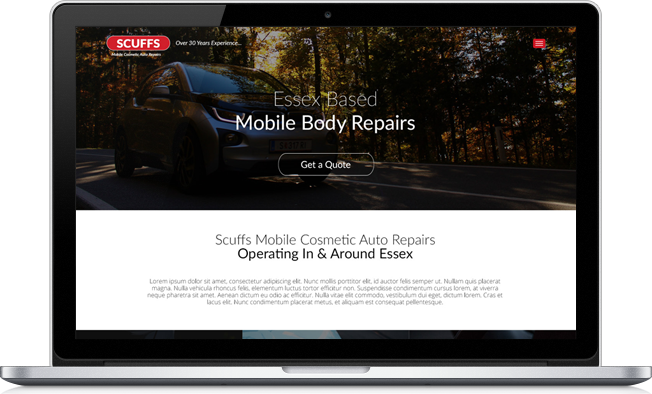 SCUFFS
Mobile Cosmetic Auto Repairs
Over 30 Years Experience...
Essex Based
Mobile Body Repairs
Get a Quote
Scuffs Mobile Cosmetic Auto Repairs
Operating In & Around Essex
Lorem ipsum dolor sit amet, consectetur adipiscing elit. Nunc mollis porttitor elit, id auctor felis semper ut. Nullam quis placerat
magna. Nulla vehicula rhoncus felis, elementum luctus tortor efficitur non. Suspendisse condimentum cursus lorem, at viverra
neque pharetra sit amet. Aenean dictum eu odio ac efficitur. Nulla vitae elit commodo, vestibulum dui eget, dictum lorem. Cras et
lacus elit. Nunc condimentum placerat metus, et aliquam est consequat pellentesque.